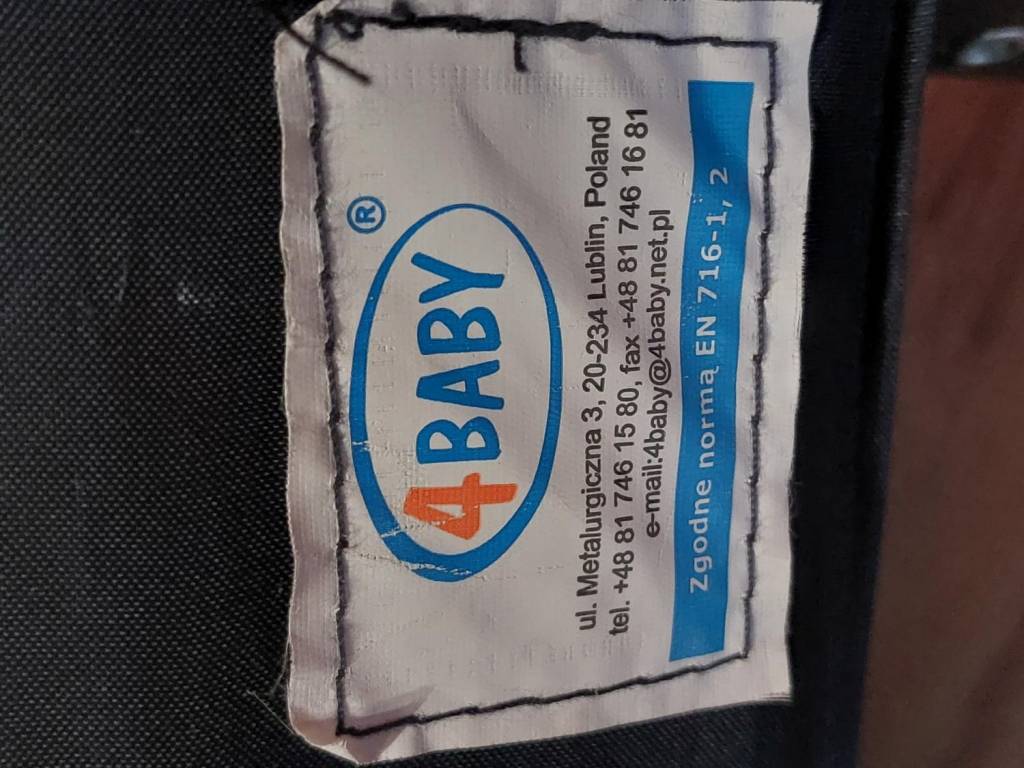 4BABY ®
ul. Metalurgiczna 3, 20-234 Lublin, Poland
tel. +48 81 746 15 80, fax +48 81 746 16 81
e-mail:4baby@4baby.net.pl
Zgodne normą EN 716-1, 2